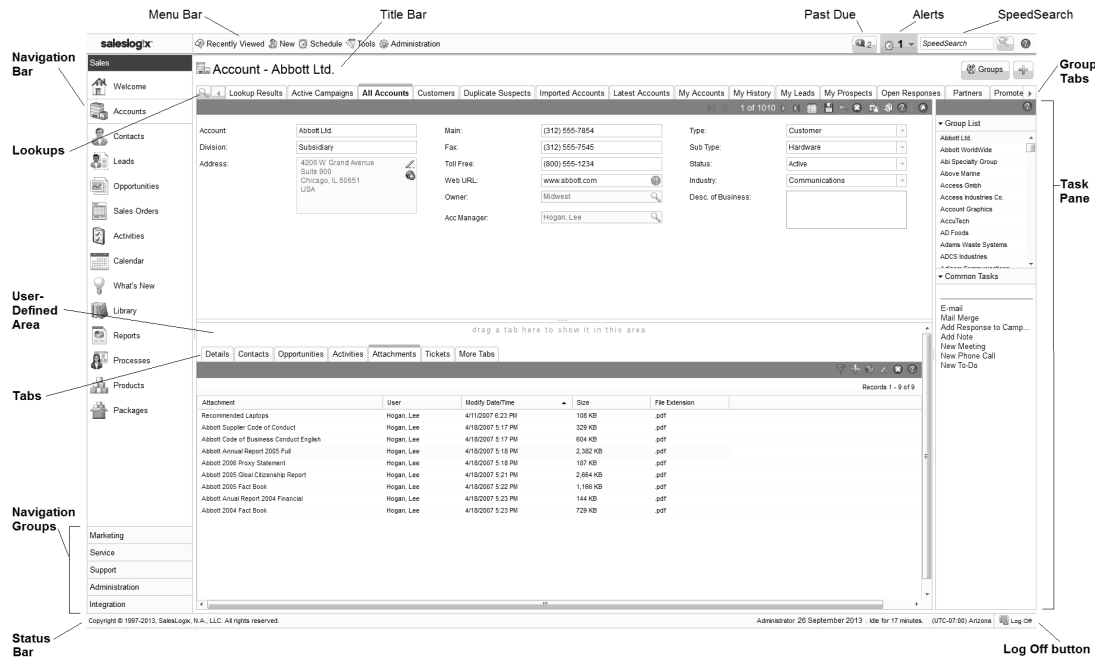 Menu Bar
Title Bar
Past Due
Alerts
SpeedSearch
saleslogix
Recently Viewed New Schedule Tools Administration
2
1
SpeedSearch
Navigation
Bar
Sales
Account - Abbott Ltd.
Groups
Group
Tabs
Welcome
Lookup Results Active Campaigns All Accounts Customers Duplicate Suspects Imported Accounts Latest Accounts My Accounts My History My Leads My Prospects Open Responses Partners Promote
Accounts
1 of 1010
Contacts
Leads
Opportunities
Sales Orders
Activities
Calendar
What's New
Library
Reports
Processes
Products
Packages
Lookups
Account: Abbott Ltd. Main: (312) 555-7854 Type: Customer
Division: Subsidiary Fax: (312) 555-7545 Sub Type: Hardware
Address: 4206 W. Grand Avenue Toll Free: (800) 555-1234 Status: Active
Suite 900
Chicago, IL 60651 Web URL: www.abbott.com Industry: Communications
USA
Owner: Midwest Desc. of Business:
Acc Manager: Hogan, Lee
Group List
Abbott Ltd.
Abbott WorldWide
Abi Specialty Group
Above Marine
Access Gmbh
Access Industries Co.
Account Graphics
AccuTech
AD Foods
Adams Waste Systems
ADCS Industries
Task
Pane
Common Tasks
E-mail
Mail Merge
Add Response to Camp...
Add Note
New Meeting
New Phone Call
New To-Do
User-
Defined
Area
drag a tab here to show it in this area
Tabs
Details Contacts Opportunities Activities Attachments Tickets More Tabs
Records 1 - 9 of 9
Attachment User Modify Date/Time Size File Extension
Recommended Laptops Hogan, Lee 4/11/2007 6:23 PM 108 KB .pdf
Abbott Supplier Code of Conduct Hogan, Lee 4/18/2007 5:17 PM 329 KB .pdf
Abbott Code of Business Conduct English Hogan, Lee 4/18/2007 5:17 PM 604 KB .pdf
Abbott Annual Report 2005 Full Hogan, Lee 4/18/2007 5:18 PM 2,382 KB .pdf
Abbott 2006 Proxy Statement Hogan, Lee 4/18/2007 5:18 PM 187 KB .pdf
Abbott 2005 Gloal Citizenship Report Hogan, Lee 4/18/2007 5:21 PM 2,664 KB .pdf
Abbott 2005 Fact Book Hogan, Lee 4/18/2007 5:22 PM 1,166 KB .pdf
Abbott Anual Report 2004 Financial Hogan, Lee 4/18/2007 5:23 PM 144 KB .pdf
Abbott 2004 Fact Book Hogan, Lee 4/18/2007 5:23 PM 729 KB .pdf
Navigation
Groups
Marketing
Service
Support
Administration
Integration
Copyright © 1997-2013, SalesLogix, N.A., LLC. All rights reserved.
Administrator 26 September 2013 . Idle for 17 minutes. (UTC-07:00) Arizona Log Off
Status
Bar
Log Off button